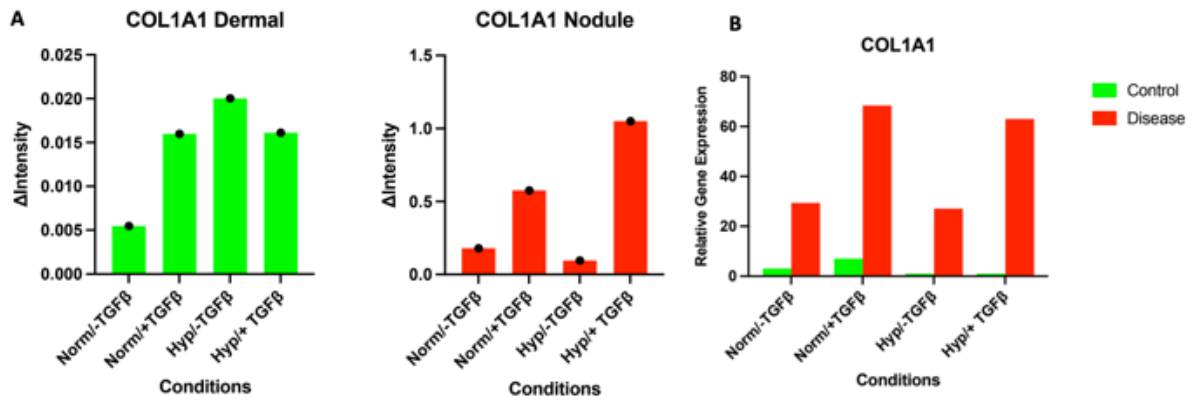 A
COL1A1 Dermal
ΔIntensity
0.025
0.020
0.015
0.010
0.005
0.000
Norm/-TGFβ
Norm/+TGFβ
Hyp/-TGFβ
Hyp/+ TGFβ
Conditions
COL1A1 Nodule
ΔIntensity
1.5
1.0
0.5
0.0
Norm/-TGFβ
Norm/+TGFβ
Hyp/-TGFβ
Hyp/+ TGFβ
Conditions
B
COL1A1
Relative Gene Expression
80
60
40
20
0
Norm/-TGFβ
Norm/+TGFβ
Hyp/-TGFβ
Hyp/+ TGFβ
Conditions
Control
Disease